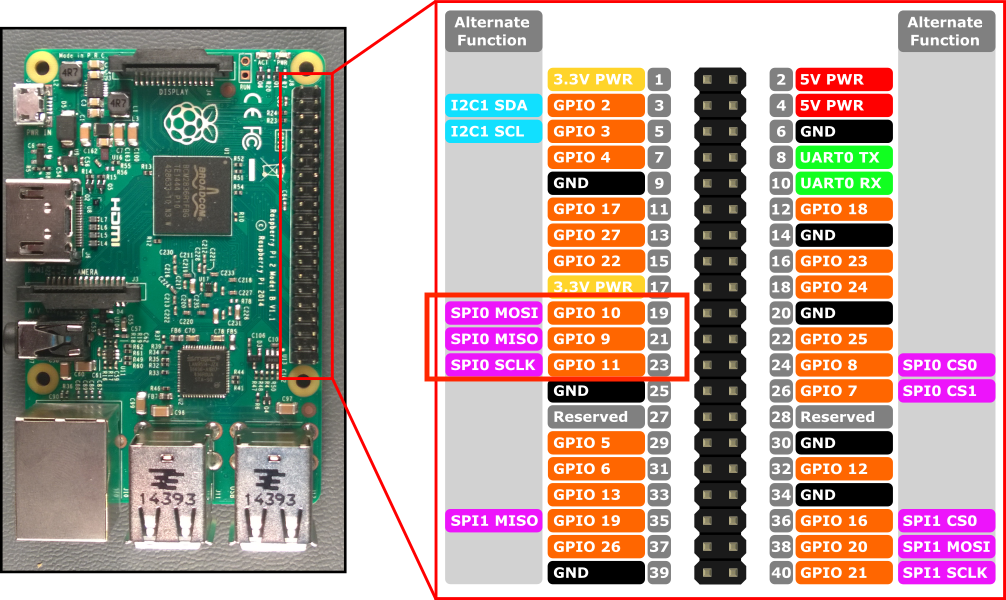 Alternate
Function
Alternate
Function
3.3V PWR 1 2 5V PWR
I2C1 SDA GPIO 2 3 4 5V PWR
I2C1 SCL GPIO 3 5 6 GND
GPIO 4 7 8 UART0 TX
GND 9 10 UART0 RX
GPIO 17 11 12 GPIO 18
GPIO 27 13 14 GND
GPIO 22 15 16 GPIO 23
3.3V PWR 17 18 GPIO 24
SPI0 MOSI GPIO 10 19 20 GND
SPI0 MISO GPIO 9 21 22 GPIO 25
SPI0 SCLK GPIO 11 23 24 GPIO 8 SPI0 CS0
GND 25 26 GPIO 7 SPI0 CS1
Reserved 27 28 Reserved
GPIO 5 29 30 GND
GPIO 6 31 32 GPIO 12
GPIO 13 33 34 GND
SPI1 MISO GPIO 19 35 36 GPIO 16 SPI1 CS0
GPIO 26 37 38 GPIO 20 SPI1 MOSI
GND 39 40 GPIO 21 SPI1 SCLK
Made in P.R.C
4R7
4R7
DISPLAY
ACT
PWR
RUN
PWR IN
HDMI
BROADCOM
Raspberry Pi 2 Model B V1.1
© Raspberry Pi 2014
CAMERA
14393
14393